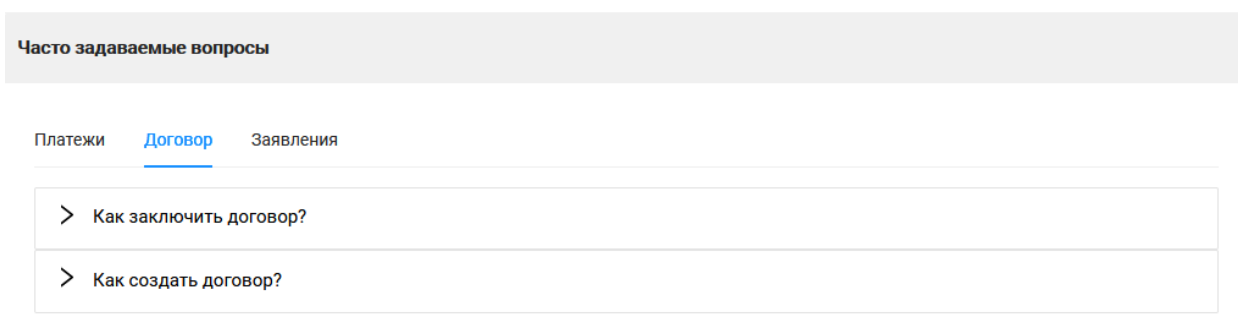 Часто задаваемые вопросы
Платежи Договор Заявления
Как заключить договор?
Как создать договор?